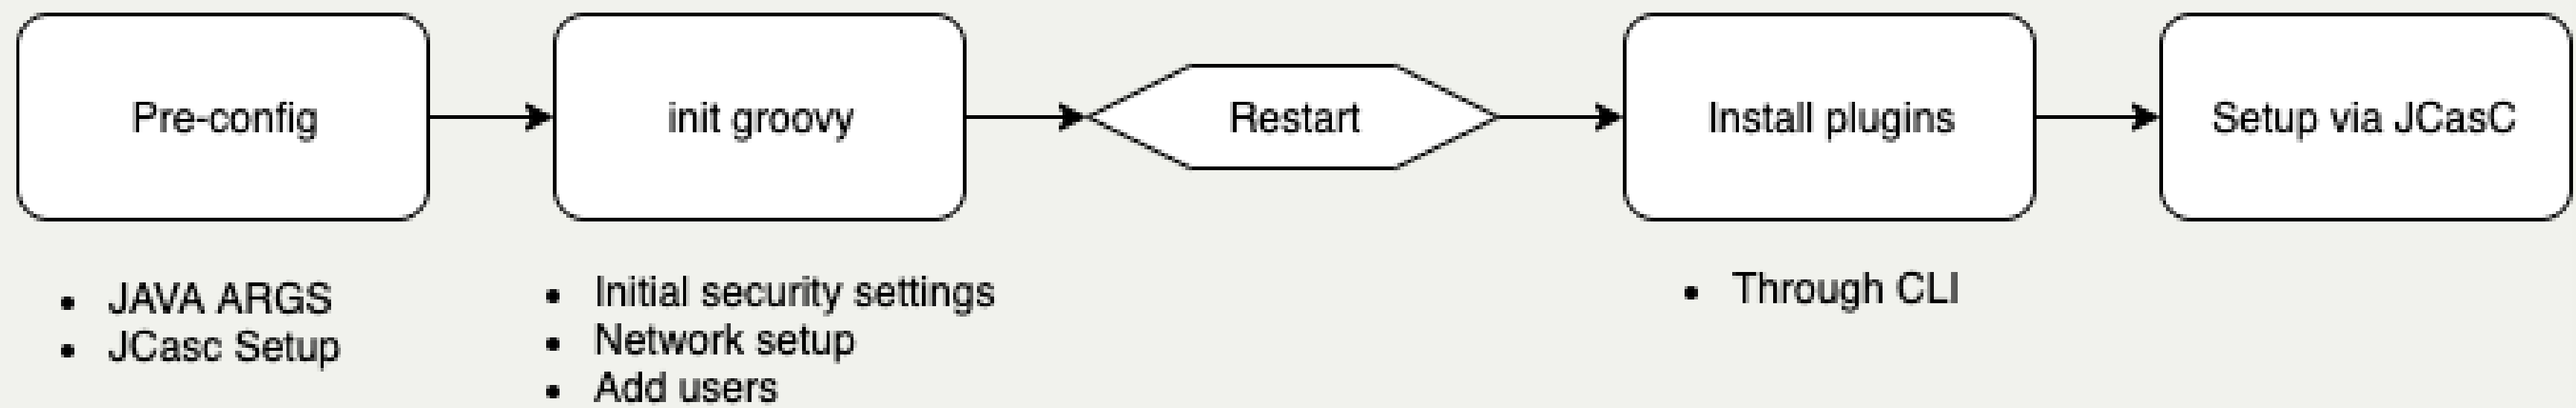 Pre-config
init groovy
Restart
Install plugins
Setup via JCasC
• JAVA ARGS
• JCasc Setup
• Initial security settings
• Network setup
• Add users
• Through CLI